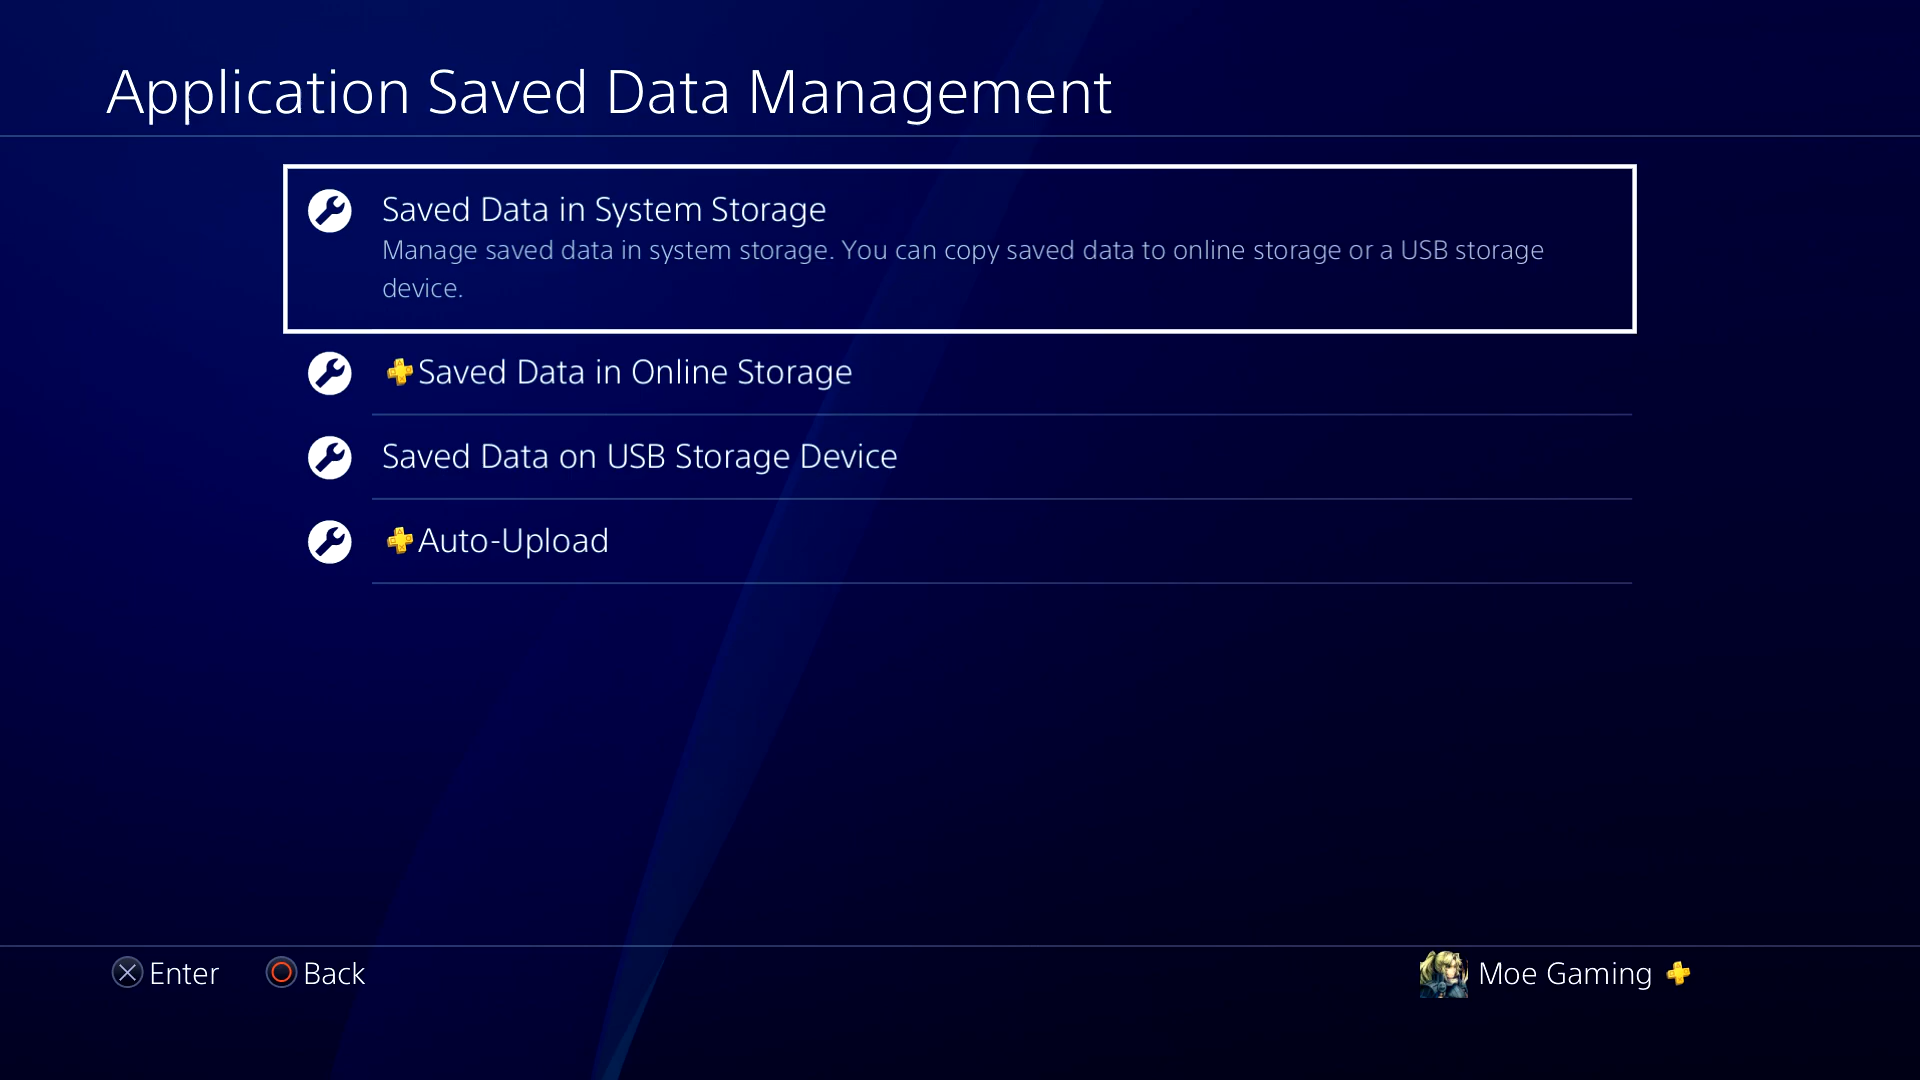 Application Saved Data Management
Saved Data in System Storage
Manage saved data in system storage. You can copy saved data to online storage or a USB storage
device.
Saved Data in Online Storage
Saved Data on USB Storage Device
Auto-Upload
Enter Back Moe Gaming